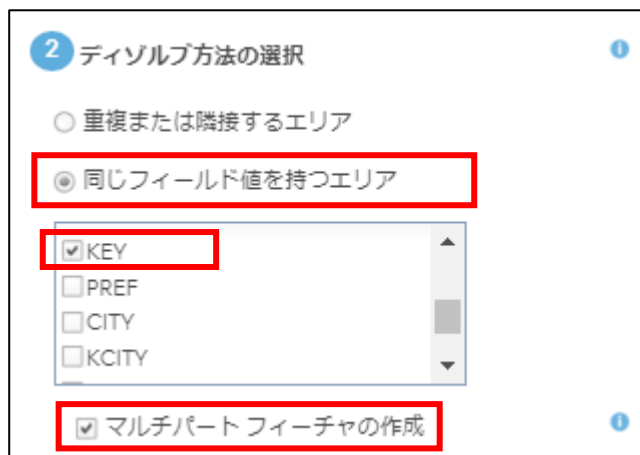 2 ディゾルブ方法の選択
重複または隣接するエリア
同じフィールド値を持つエリア
KEY
PREF
CITY
KCITY
マルチパート フィーチャの作成